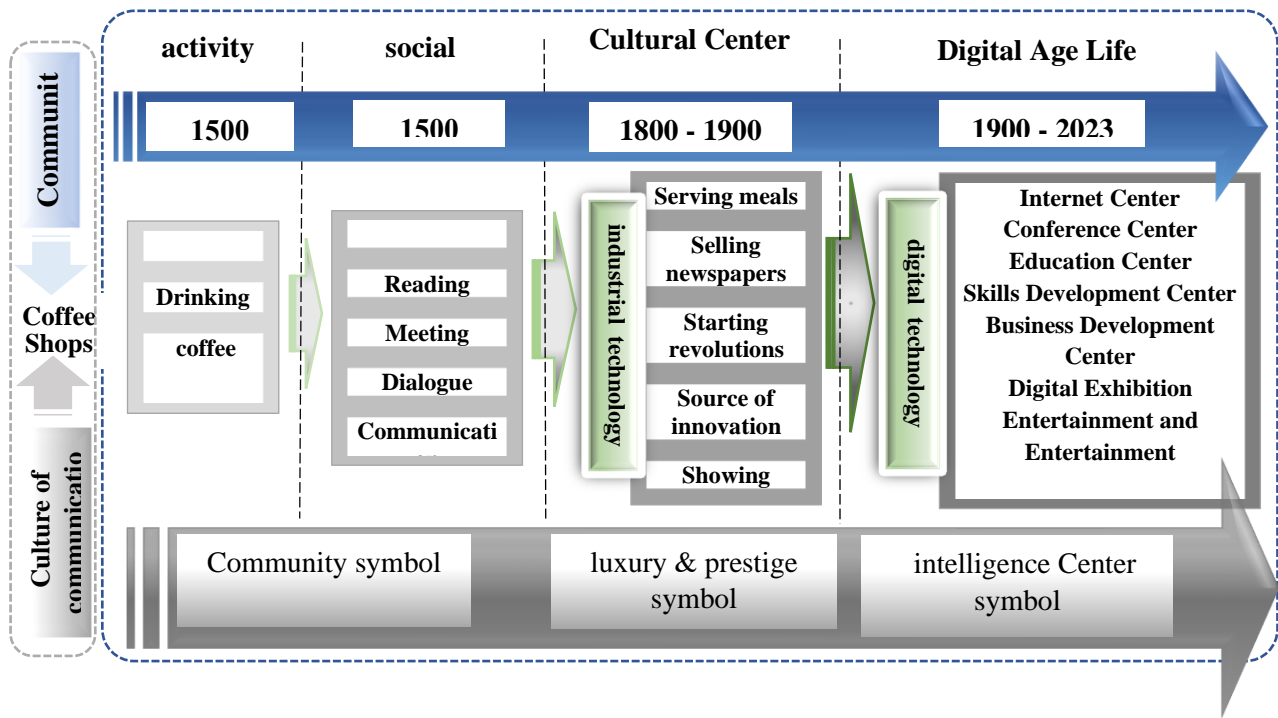 activity
social
Cultural Center
Digital Age Life
1500
1500
1800 - 1900
1900 - 2023
Communit
Coffee
Shops
Culture of
communicatio
Drinking
coffee
Reading
Meeting
Dialogue
Communicati
industrial technology
Serving meals
Selling
newspapers
Starting
revolutions
Source of
innovation
Showing
digital technology
Internet Center
Conference Center
Education Center
Skills Development Center
Business Development
Center
Digital Exhibition
Entertainment and
Entertainment
Community symbol
luxury & prestige
symbol
intelligence Center
symbol